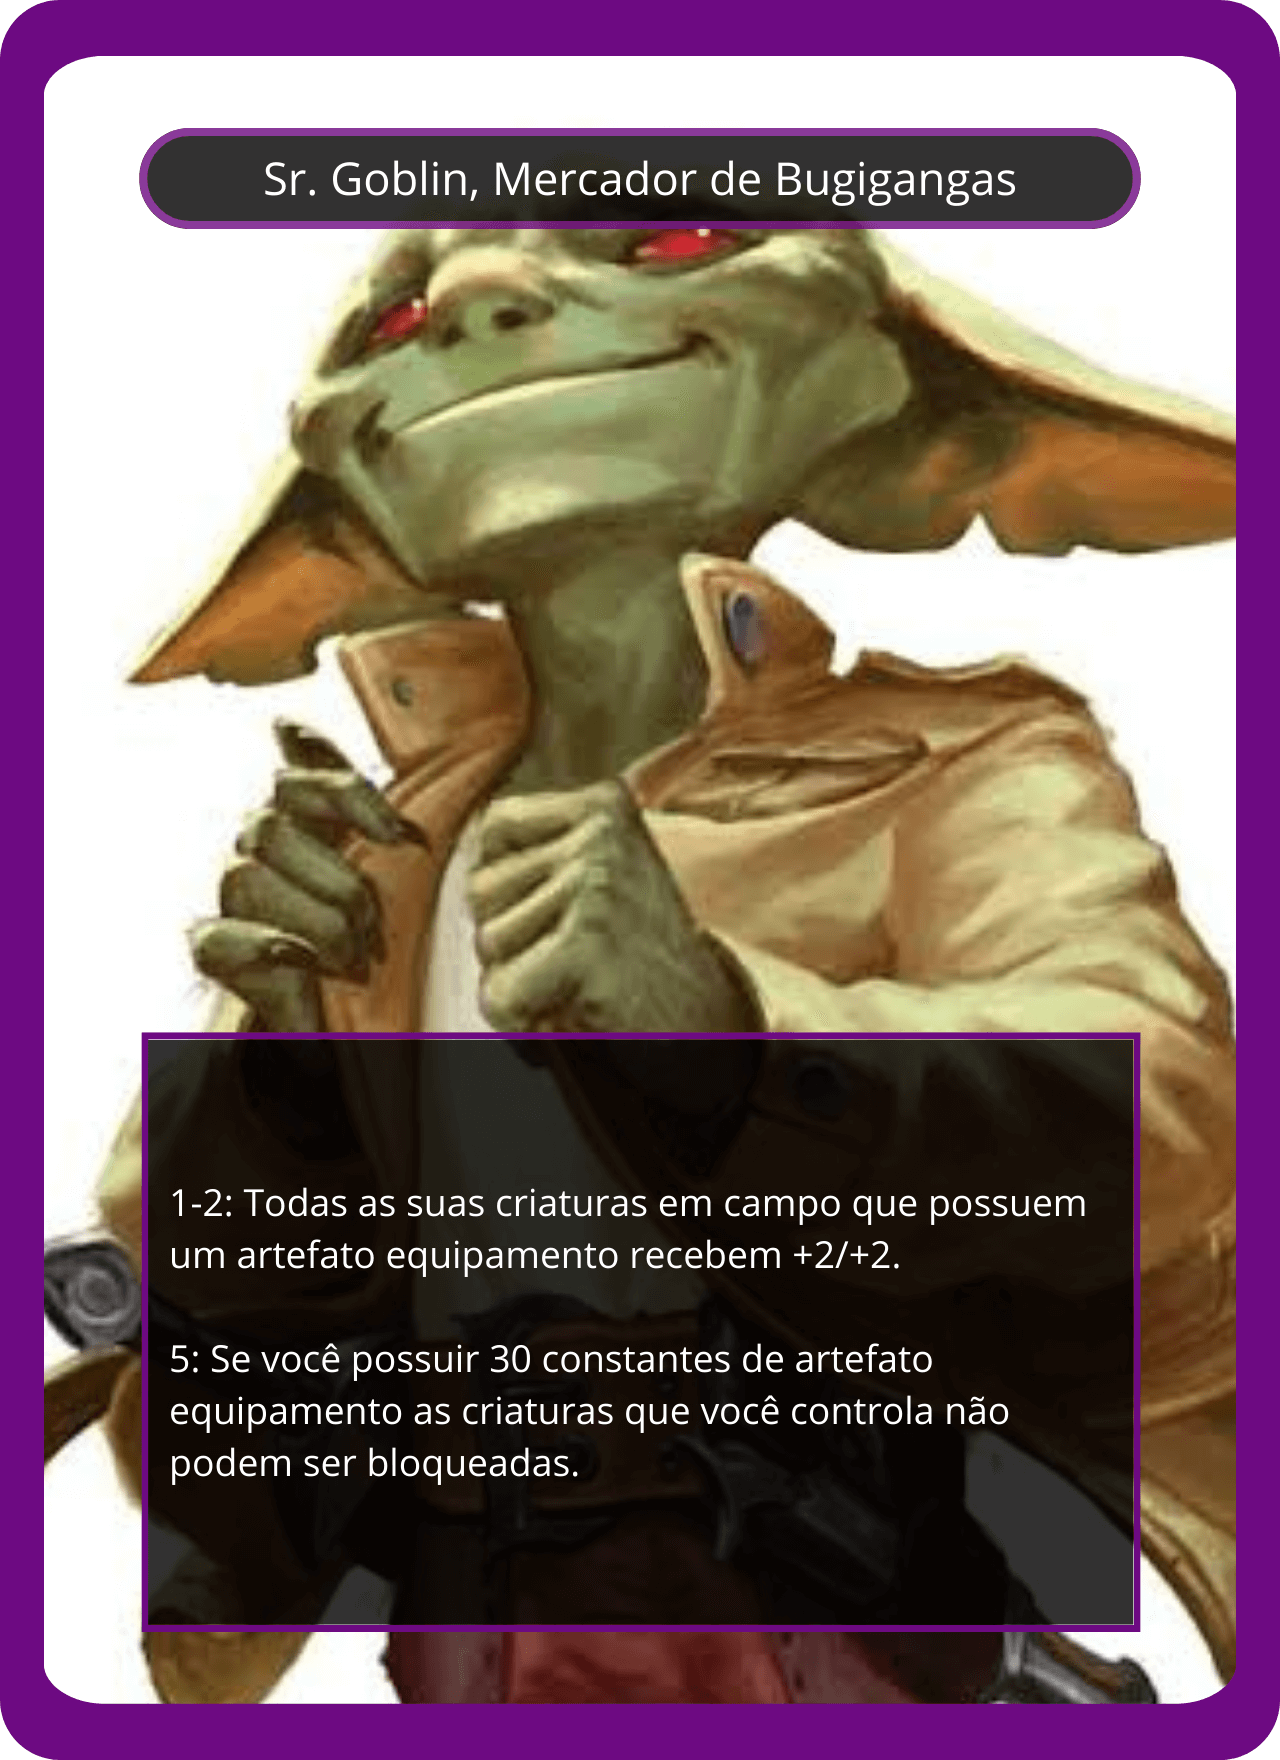 Sr. Goblin, Mercador de Bugigangas
1-2: Todas as suas criaturas em campo que possuem
um artefato equipamento recebem +2/+2.
5: Se você possuir 30 constantes de artefato
equipamento as criaturas que você controla não
podem ser bloqueadas.